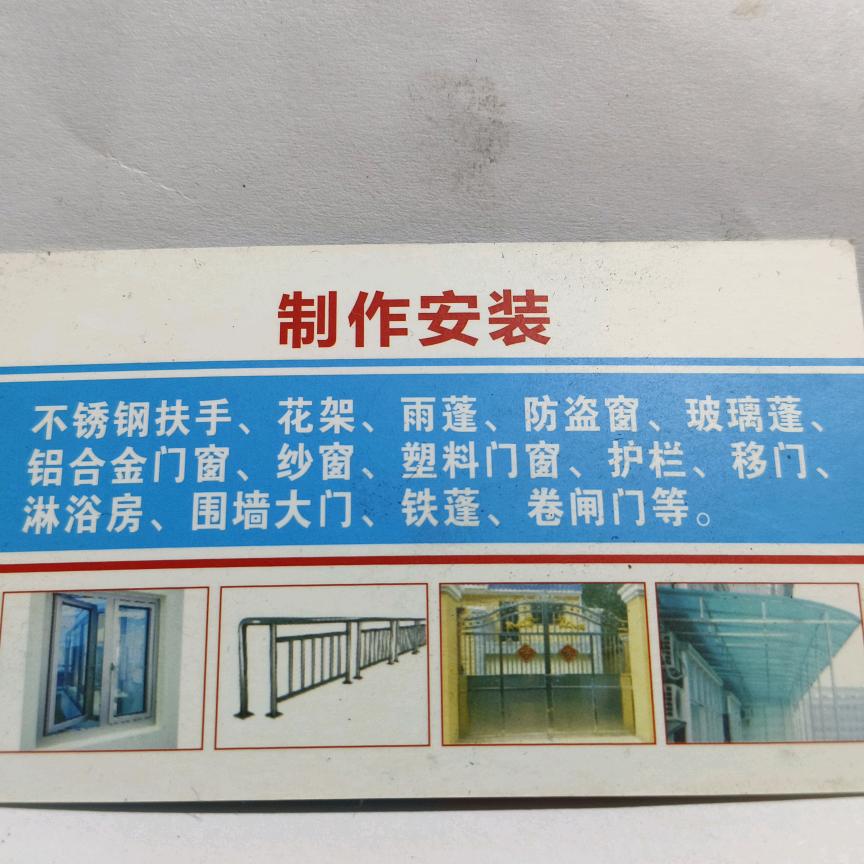 制作安装
不锈钢扶手、花架、雨蓬、防盗窗、玻璃蓬、
铝合金门窗、纱窗、塑料门窗、护栏、移门、
淋浴房、围墙大门、铁蓬、卷闸门等。